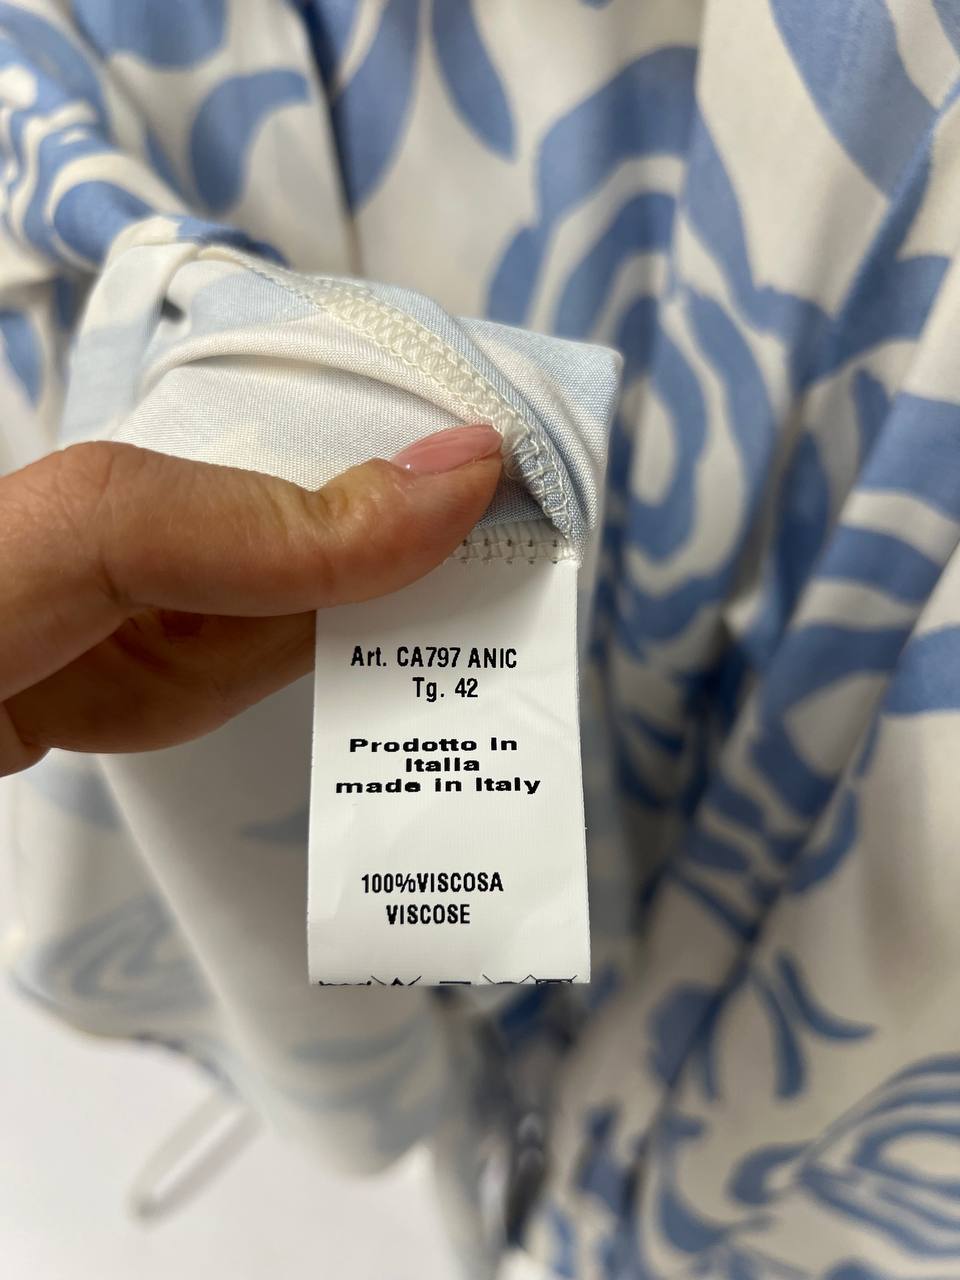 Art. CA797 ANIC
Tg. 42
Prodotto In
Italia
made in Italy
100%VISCOSA
VISCOSE